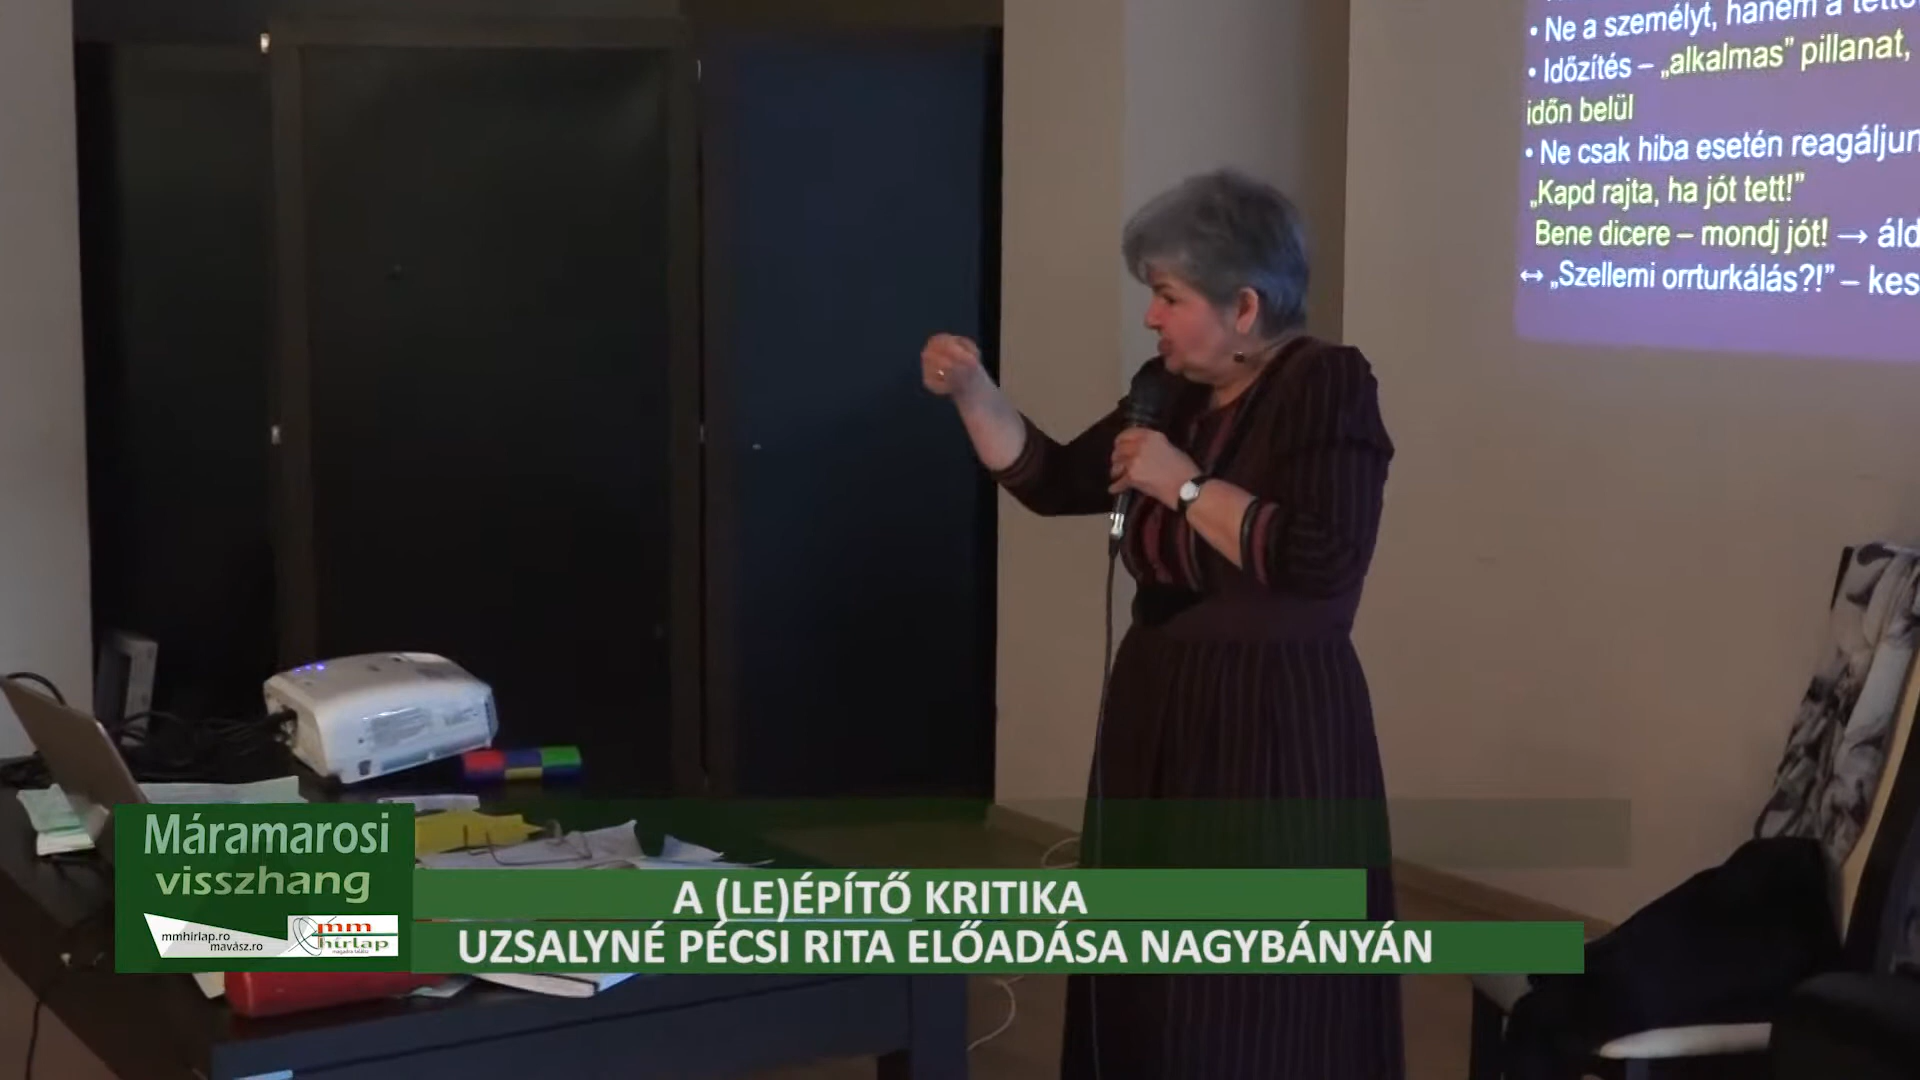 • Ne a személyt, hanem a
• Időzítés – „alkalmas” pillanat,
időn belül
• Ne csak hiba esetén reagáljun
„Kapd rajta, ha jót tett!”
Bene dicere – mondj jót! → áld
↔ „Szellemi orrturkálás?!” – kes
Máramarosi
visszhang
mmhirlap.ro
mavász.ro
mm
hírlap
A (LE)ÉPÍTŐ KRITIKA
UZSALYNÉ PÉCSI RITA ELŐADÁSA NAGYBÁNYÁN